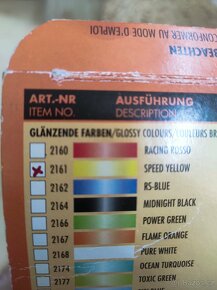 BEACHTEN
CONFORMER AU MODE D'EMPLOI
ART.-NR AUSFÜHRUNG
ITEM NO. DESCRIPTION
GLÄNZENDE FARBEN/GLOSSY COLOURS/COULEURS BR
2160 RACING ROSSO
2161 SPEED YELLOW
2162 RS-BLUE
2164 MIDNIGHT BLACK
2166 POWER GREEN
2167 FLAME ORANGE
2168 PURE WHITE
2174 OCEAN TURQUOISE
2177 TOXIC GREEN